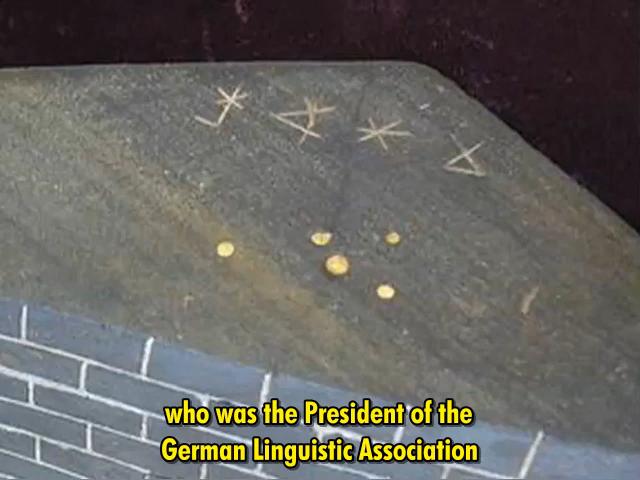 who was the President of the
German Linguistic Association